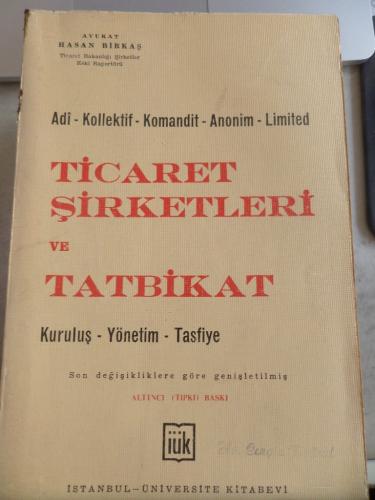 AVUKAT
HASAN BİRKAŞ
Ticaret Bakanlığı Şirketler
Eski Raportörü
Adî - Kollektif - Komandit - Anonim - Limited
TİCARET
ŞİRKETLERİ
VE
TATBİKAT
Kuruluş - Yönetim - Tasfiye
Son değişikliklere göre genişletilmiş
ALTINCI (TIPKI) BASKI
iük
İSTANBUL-ÜNİVERSİTE KİTABEVİ